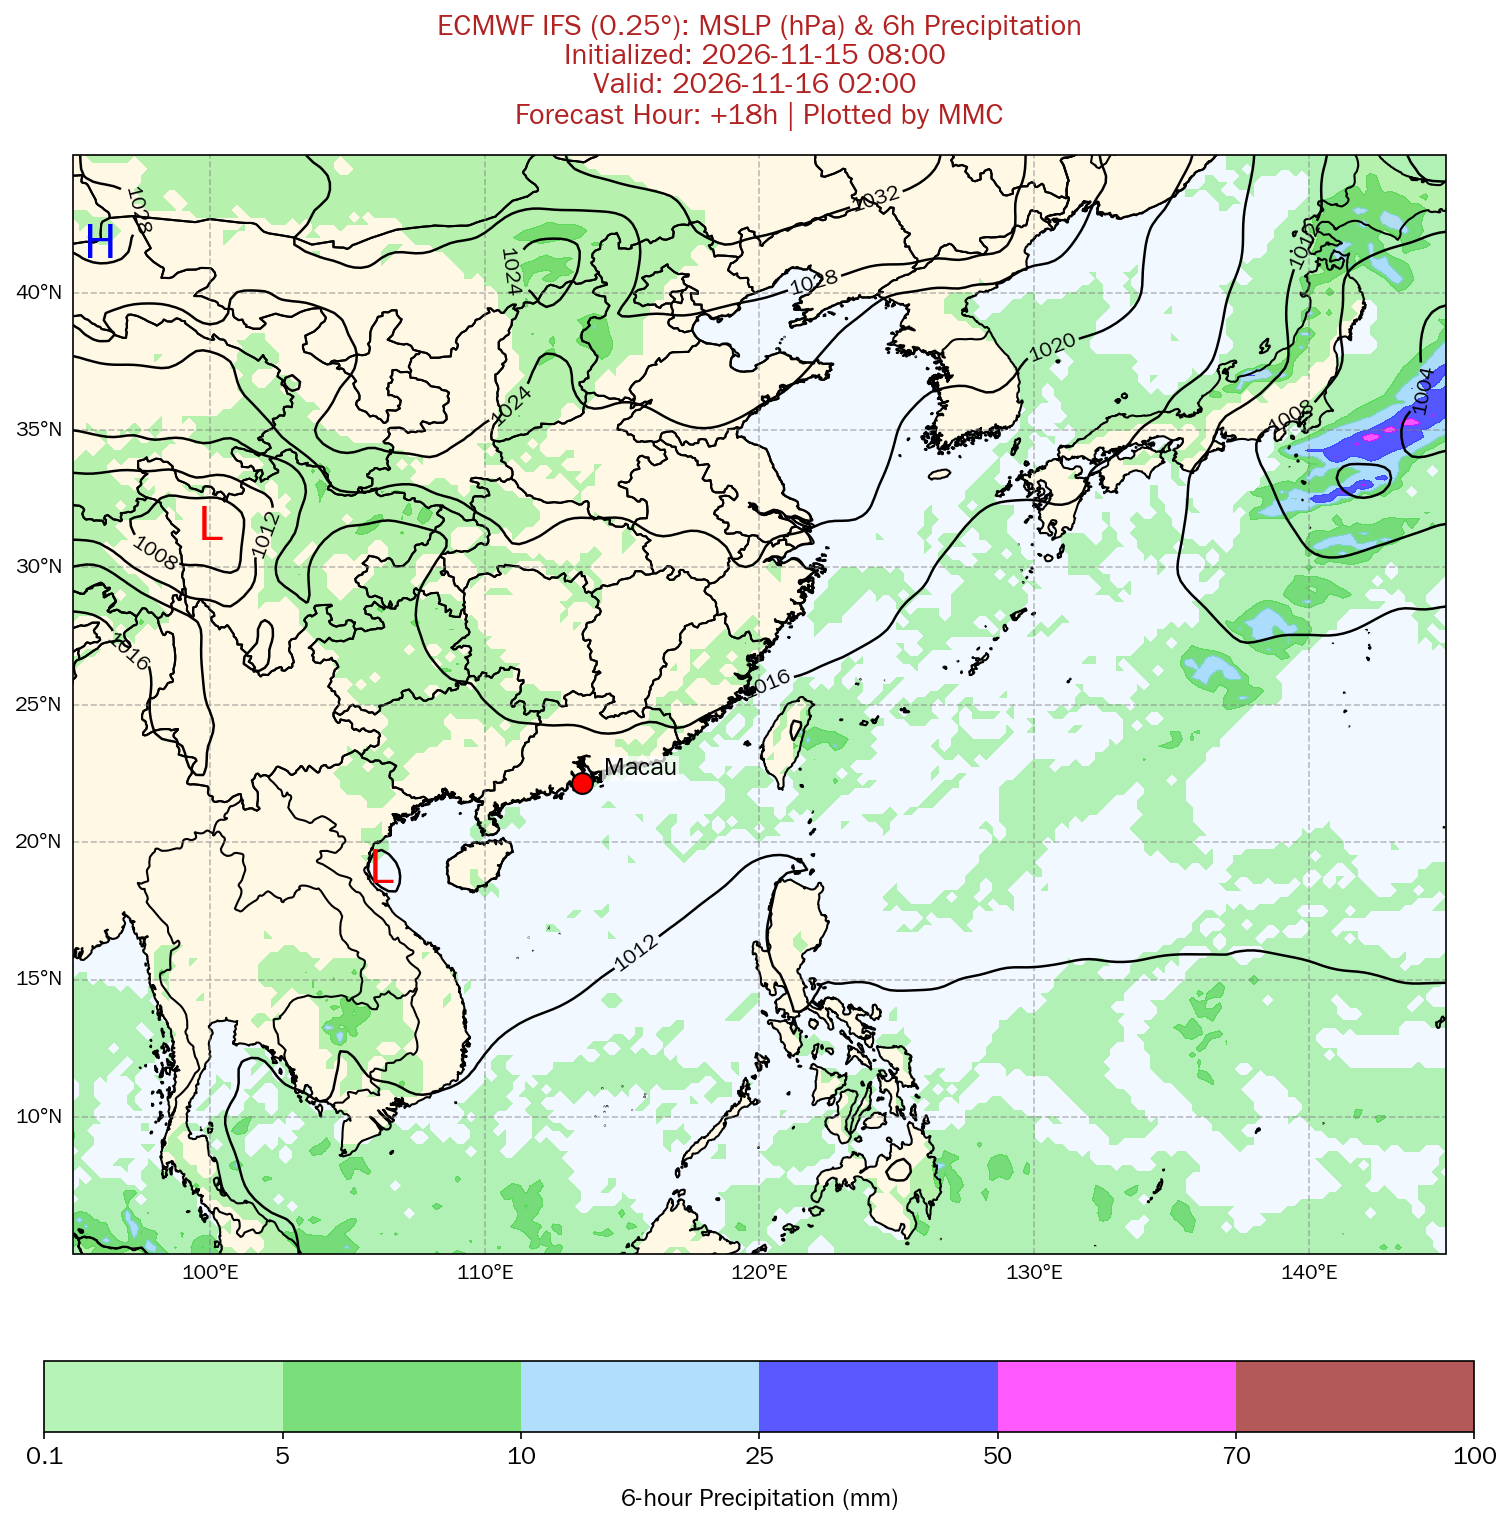 ECMWF IFS (0.25°): MSLP (hPa) & 6h Precipitation
Initialized: 2026-11-15 08:00
Valid: 2026-11-16 02:00
Forecast Hour: +18h | Plotted by MMC
1028
1032
H
1024
1028
1012
40°N
1020
1004
1024
1008
35°N
L
1012
1008
30°N
1016
1016
25°N
Macau
20°N
L
1012
15°N
10°N
100°E 110°E 120°E 130°E 140°E
0.1 5 10 25 50 70 100
6-hour Precipitation (mm)